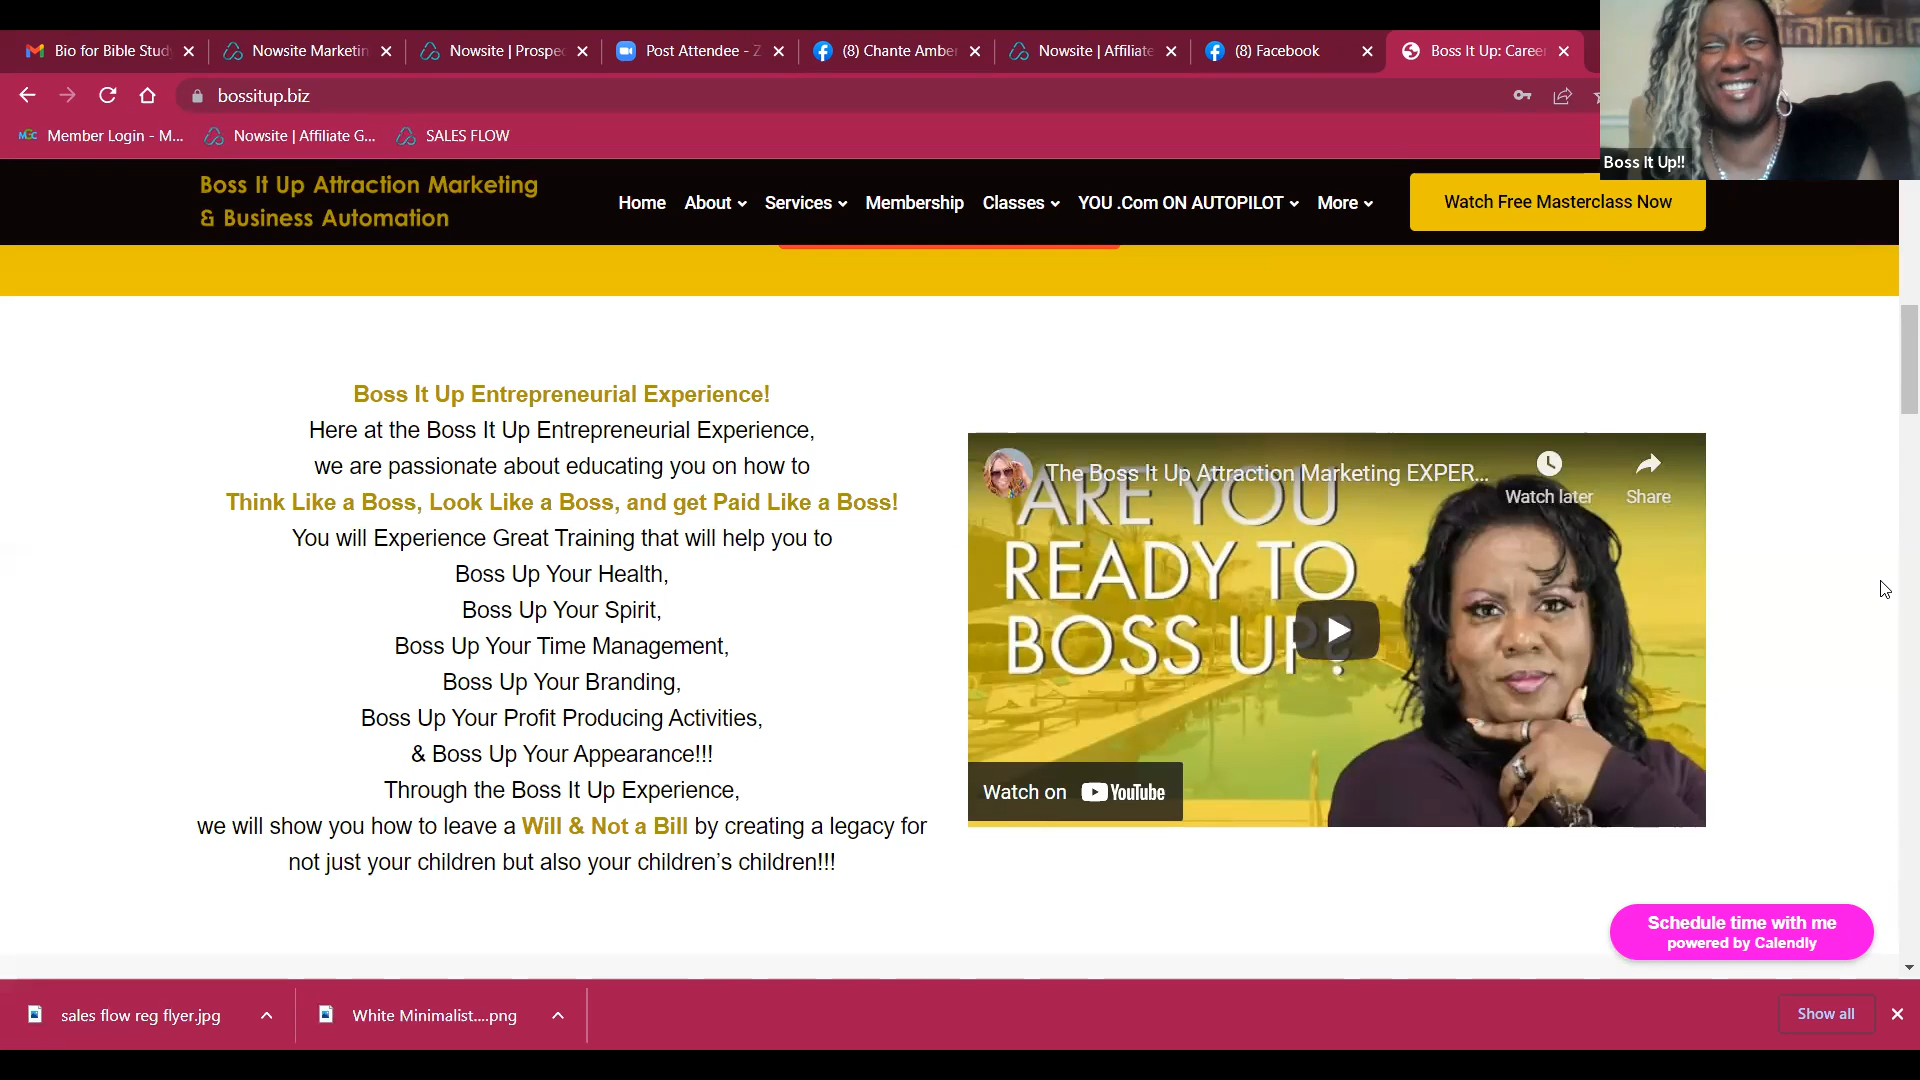 Bio for Bible Stud
Nowsite Marketin
Nowsite | Prospec
Post Attendee - Z
(8) Chante Amber
Nowsite | Affiliate
(8) Facebook
Boss It Up: Career
bossitup.biz
MGC
Member Login - M...
Nowsite | Affiliate G...
SALES FLOW
Boss It Up!!
Boss It Up Attraction Marketing
& Business Automation
Home
About
Services
Membership
Classes
YOU .Com ON AUTOPILOT
More
Watch Free Masterclass Now
Boss It Up Entrepreneurial Experience!
Here at the Boss It Up Entrepreneurial Experience,
we are passionate about educating you on how to
Think Like a Boss, Look Like a Boss, and get Paid Like a Boss!
You will Experience Great Training that will help you to
Boss Up Your Health,
Boss Up Your Spirit,
Boss Up Your Time Management,
Boss Up Your Branding,
Boss Up Your Profit Producing Activities,
& Boss Up Your Appearance!!!
Through the Boss It Up Experience,
we will show you how to leave a Will & Not a Bill by creating a legacy for
not just your children but also your children’s children!!!
The Boss It Up Attraction Marketing EXPER...
Watch later
Share
ARE YOU
READY TO
BOSS UP?
Watch on YouTube
Schedule time with me
powered by Calendly
sales flow reg flyer.jpg
White Minimalist....png
Show all